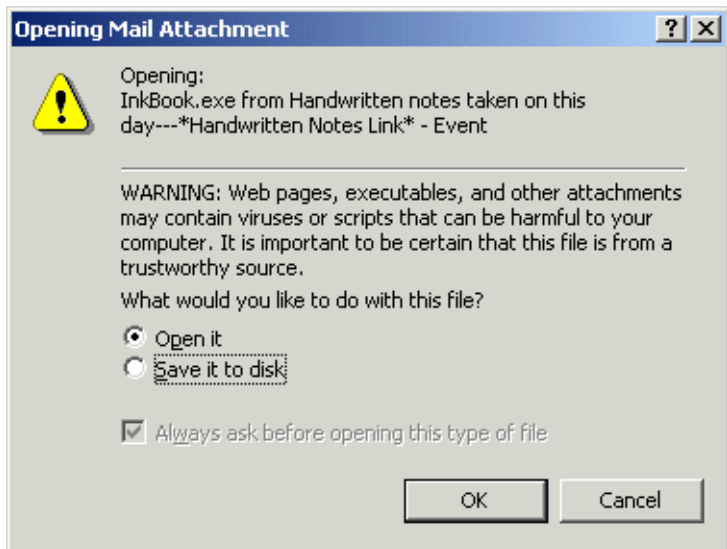 Opening Mail Attachment
Opening:
InkBook.exe from Handwritten notes taken on this
day---*Handwritten Notes Link* - Event
WARNING: Web pages, executables, and other attachments
may contain viruses or scripts that can be harmful to your
computer. It is important to be certain that this file is from a
trustworthy source.
What would you like to do with this file?
Open it
Save it to disk
Always ask before opening this type of file
OK Cancel